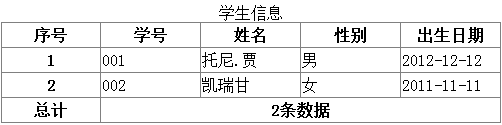 学生信息
序号 学号 姓名 性别 出生日期
1 001 托尼.贾 男 2012-12-12
2 002 凯瑞甘 女 2011-11-11
总计 2条数据